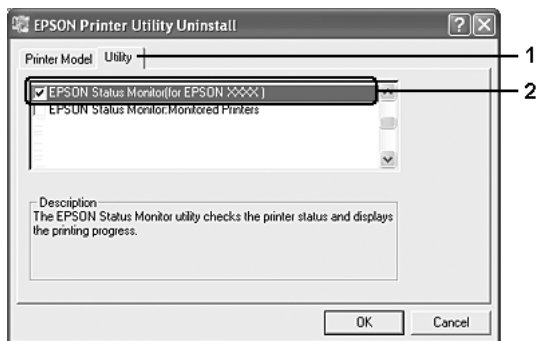 EPSON Printer Utility Uninstall
Printer Model Utility
1
EPSON Status Monitor(for EPSON XXXX )
2
EPSON Status Monitor:Monitored Printers
Description
The EPSON Status Monitor utility checks the printer status and displays
the printing progress.
OK Cancel